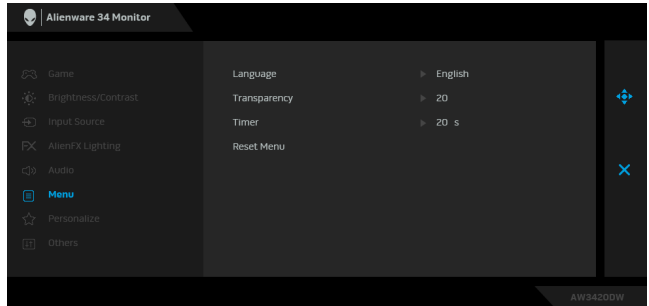 Alienware 34 Monitor
Game
Brightness/Contrast
Input Source
AlienFX Lighting
Audio
Menu
Personalize
Others
Language English
Transparency 20
Timer 20 s
Reset Menu
AW3420DW